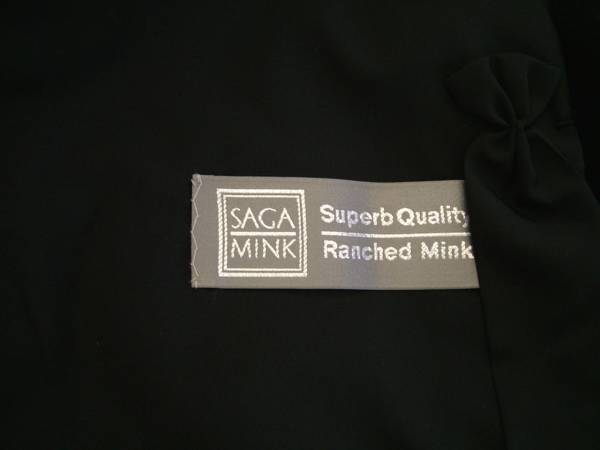 SAGA
MINK
Superb Quality
Ranched Mink